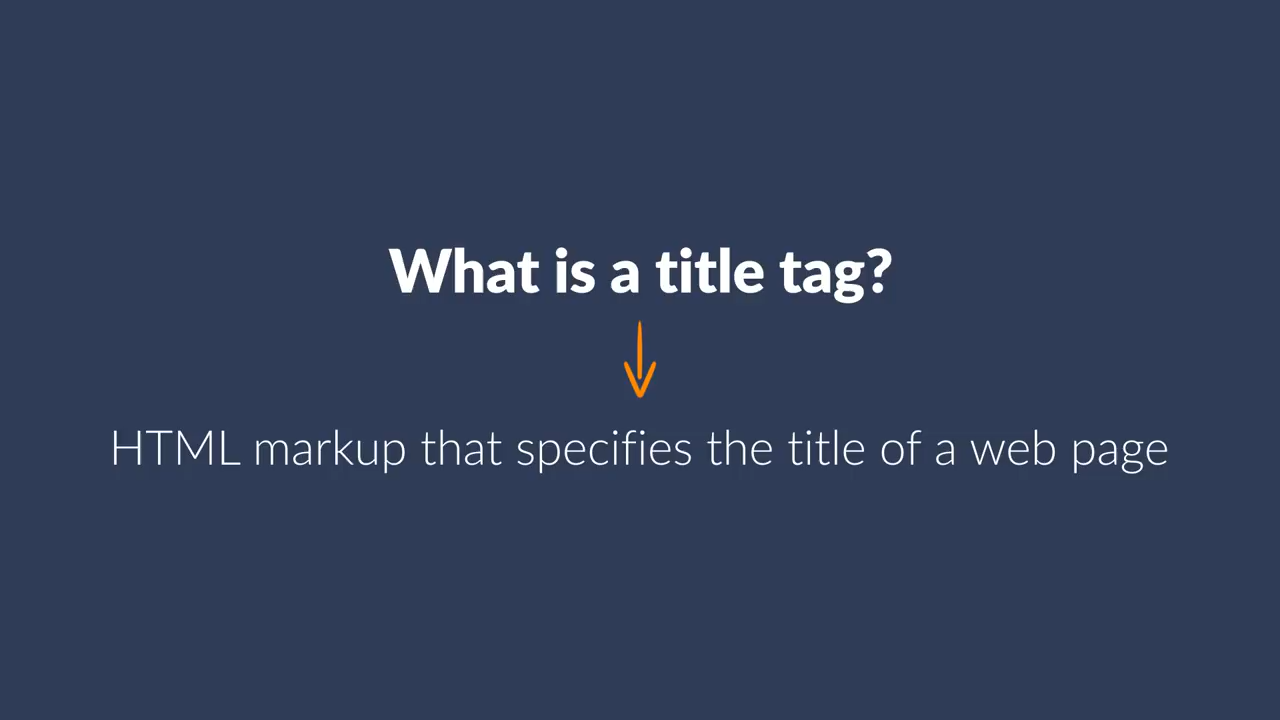 What is a title tag?
HTML markup that specifies the title of a web page